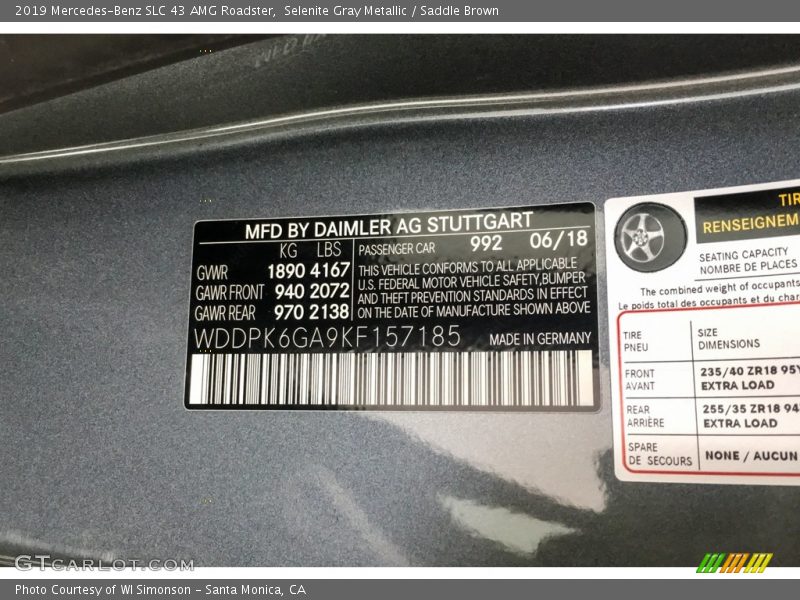 2019 Mercedes-Benz SLC 43 AMG Roadster, Selenite Gray Metallic / Saddle Brown
MFD BY DAIMLER AG STUTTGART
KG LBS
PASSENGER CAR 992 06/18
GVWR 1890 4167
GAWR FRONT 940 2072
GAWR REAR 970 2138
THIS VEHICLE CONFORMS TO ALL APPLICABLE
U.S. FEDERAL MOTOR VEHICLE SAFETY,BUMPER
AND THEFT PREVENTION STANDARDS IN EFFECT
ON THE DATE OF MANUFACTURE SHOWN ABOVE
WDDPK6GA9KF157185 MADE IN GERMANY
TIR
RENSEIGNEM
SEATING CAPACITY
NOMBRE DE PLACES
The combined weight of occupants
Le poids total des occupants et du char
TIRE
PNEU
SIZE
DIMENSIONS
FRONT
AVANT
235/40 ZR18 95Y
EXTRA LOAD
REAR
ARRIÈRE
255/35 ZR18 94
EXTRA LOAD
SPARE
DE SECOURS
NONE / AUCUN
GTCARLOT.COM
Photo Courtesy of WI Simonson - Santa Monica, CA